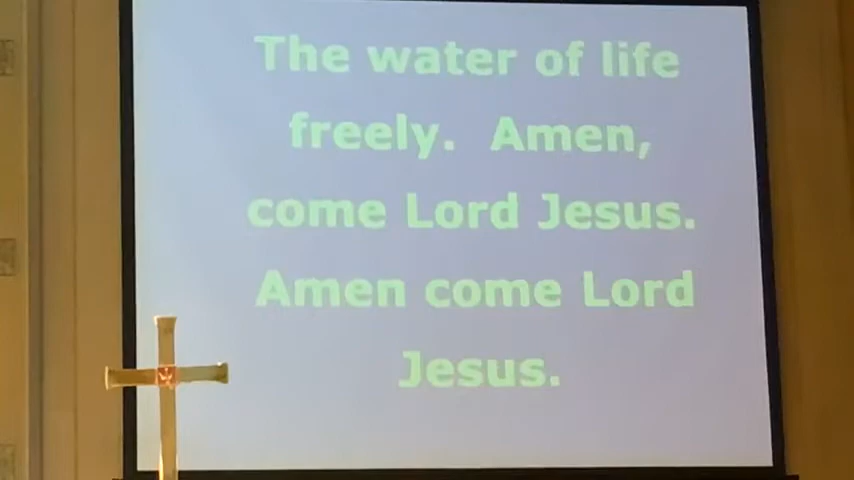 The water of life
freely.  Amen,
come Lord Jesus.
Amen come Lord
Jesus.